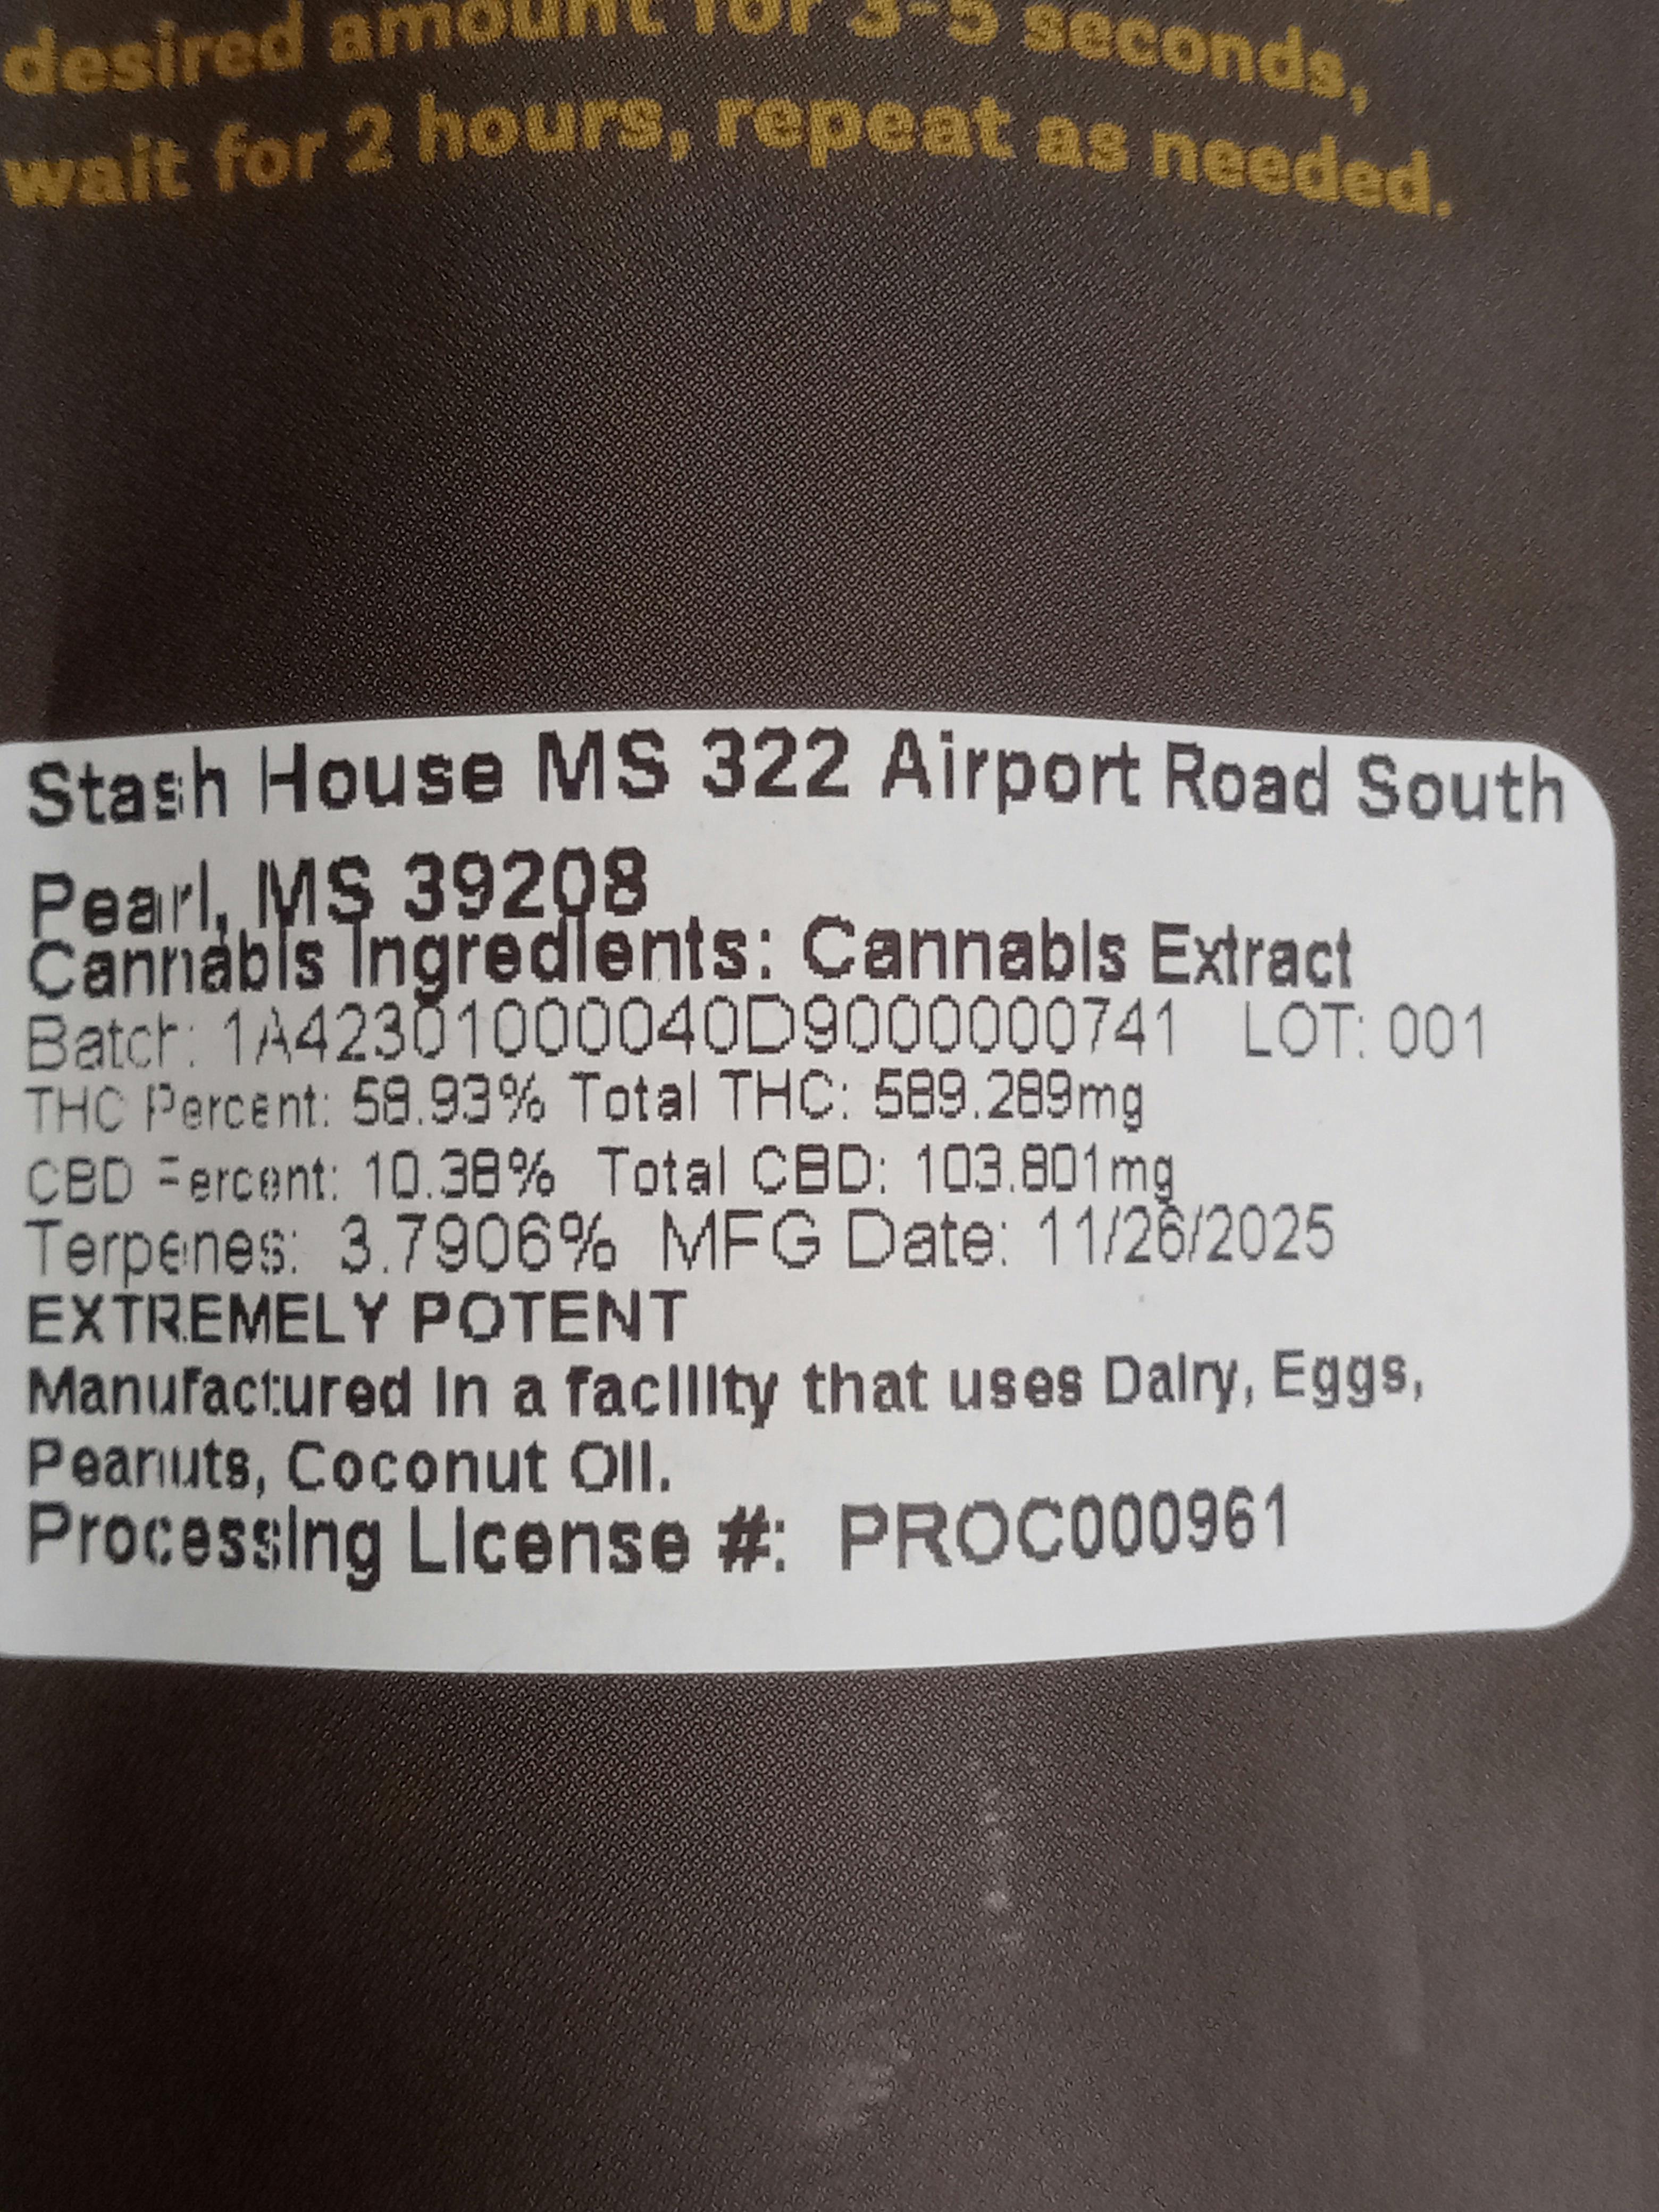 desired amount for 3-5 seconds,
wait for 2 hours, repeat as needed.
Stash House MS 322 Airport Road South
Pearl, MS 39208
Cannabis Ingredients: Cannabis Extract
Batch: 1A42301000040D9000000741 LOT: 001
THC Percent: 58.93% Total THC: 589.289mg
CBD Percent: 10.38% Total CBD: 103.801mg
Terpenes: 3.7906% MFG Date: 11/26/2025
EXTREMELY POTENT
Manufactured in a facility that uses Dairy, Eggs,
Peanuts, Coconut Oil.
Processing License #: PROC000961